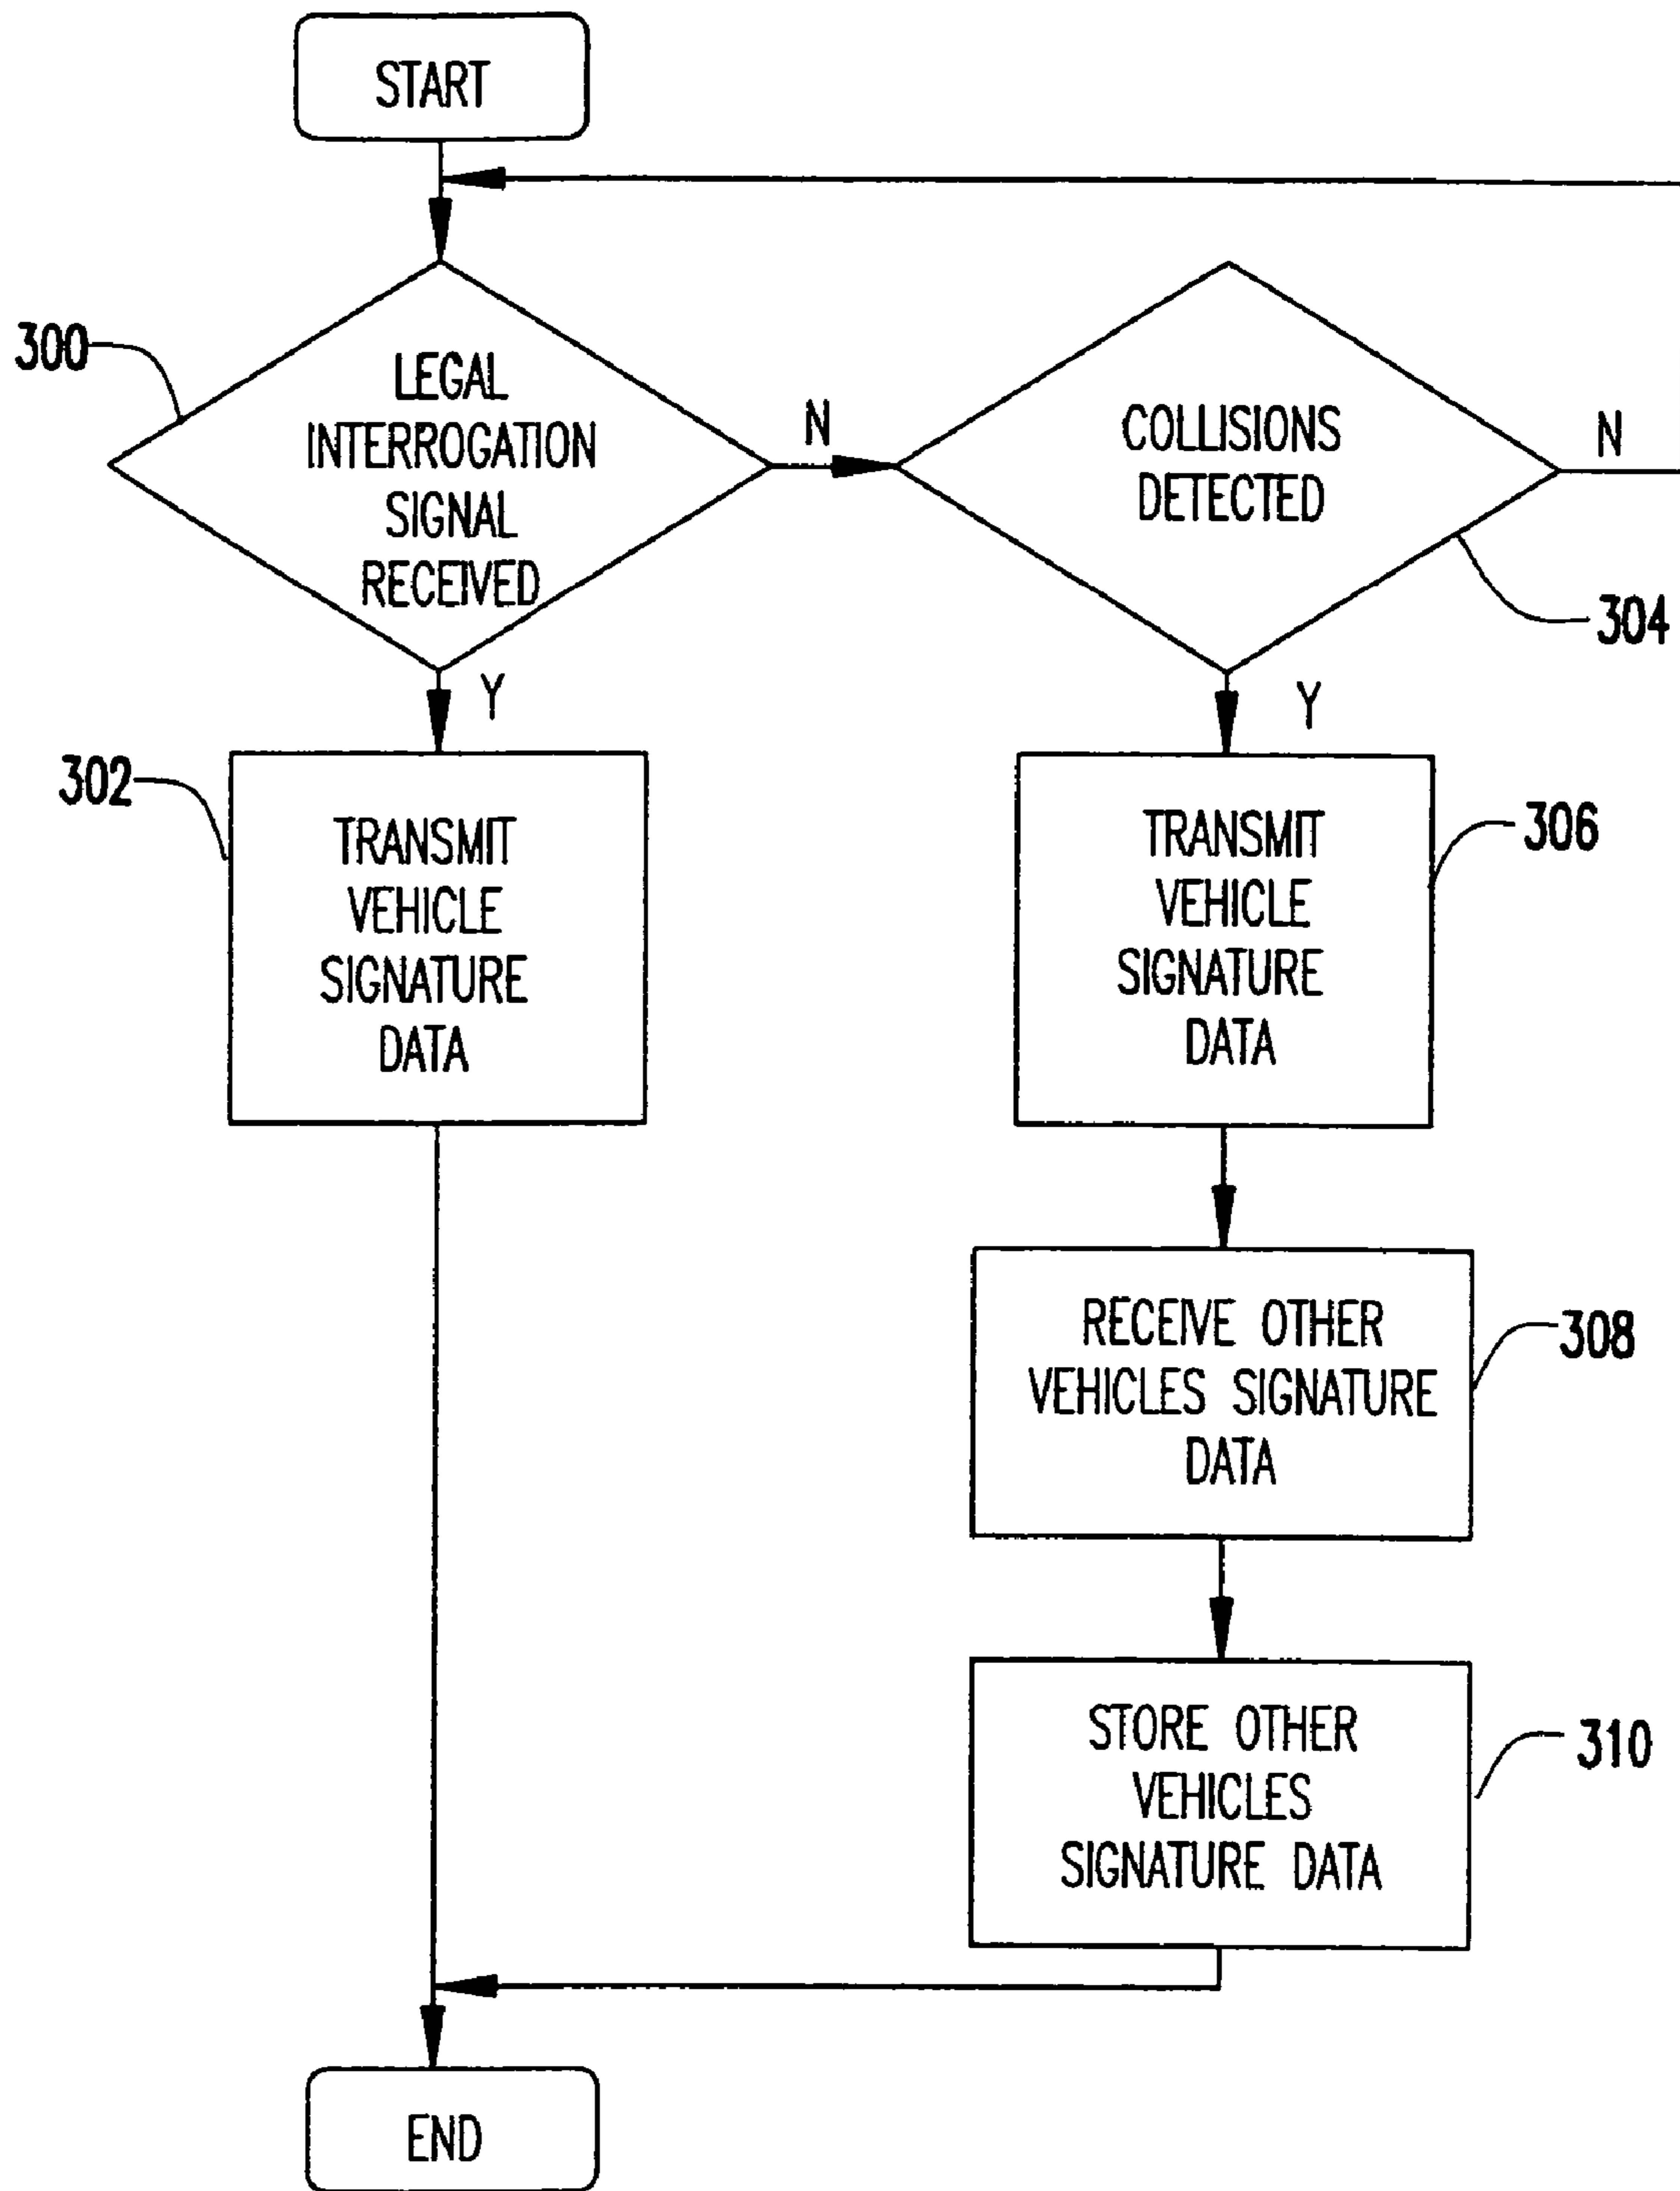 START
300
LEGAL
INTERROGATION
SIGNAL
RECEIVED
N
COLLISIONS
DETECTED
N
304
Y
Y
302
TRANSMIT
VEHICLE
SIGNATURE
DATA
TRANSMIT
VEHICLE
SIGNATURE
DATA
306
RECEIVE OTHER
VEHICLES SIGNATURE
DATA
308
STORE OTHER
VEHICLES
SIGNATURE DATA
310
END